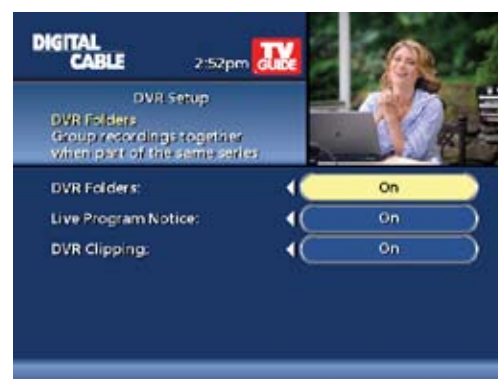 DIGITAL
CABLE
2:52pm
TV
GUIDE
DVR Setup
DVR Folders
Group recordings together
when part of the same series
DVR Folders: On
Live Program Notice: On
DVR Clipping: On